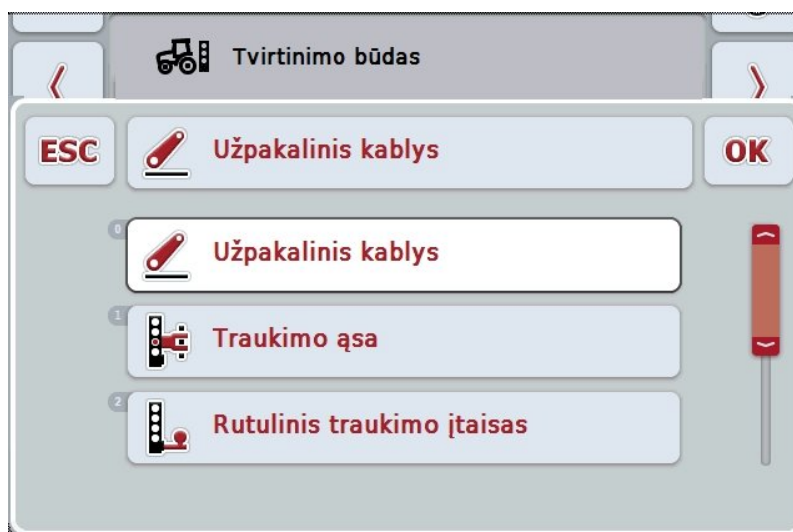 Tvirtinimo būdas
ESC
Užpakalinis kablys
OK
0
Užpakalinis kablys
1
Traukimo ąsa
2
Rutulinis traukimo įtaisas